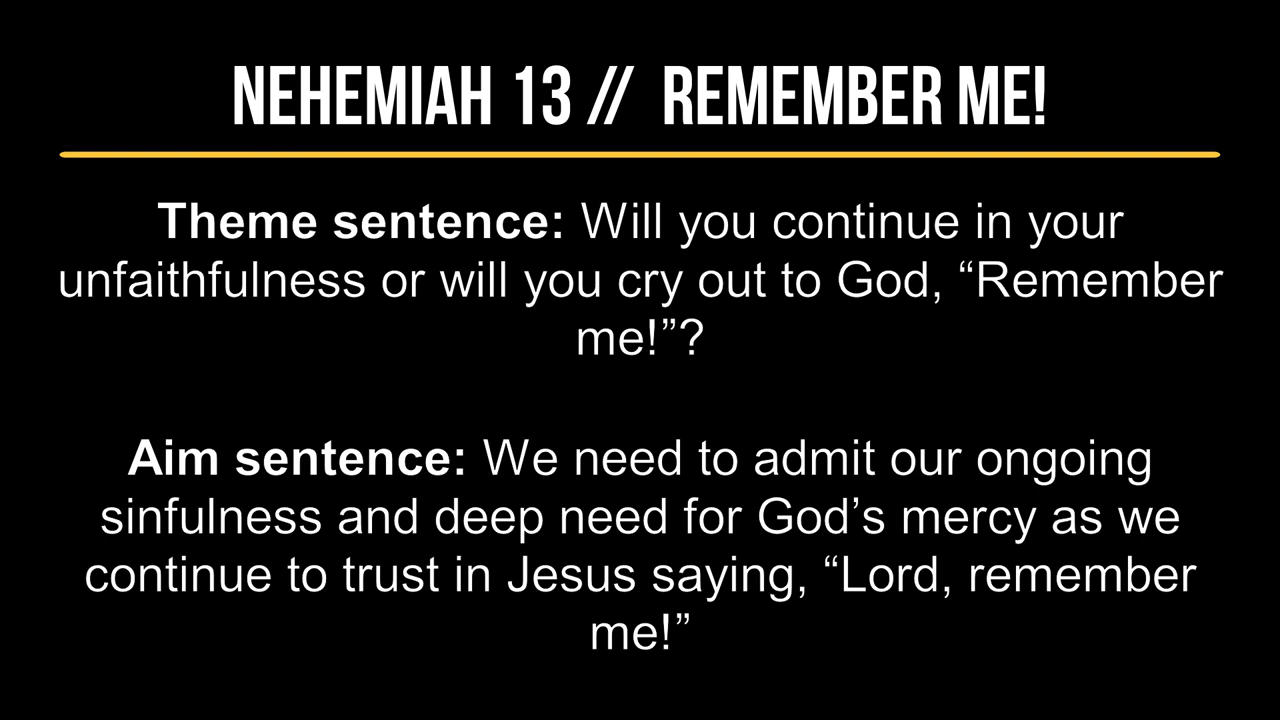 NEHEMIAH 13 // REMEMBER ME!
Theme sentence: Will you continue in your
unfaithfulness or will you cry out to God, “Remember
me!”?
Aim sentence: We need to admit our ongoing
sinfulness and deep need for God’s mercy as we
continue to trust in Jesus saying, “Lord, remember
me!”